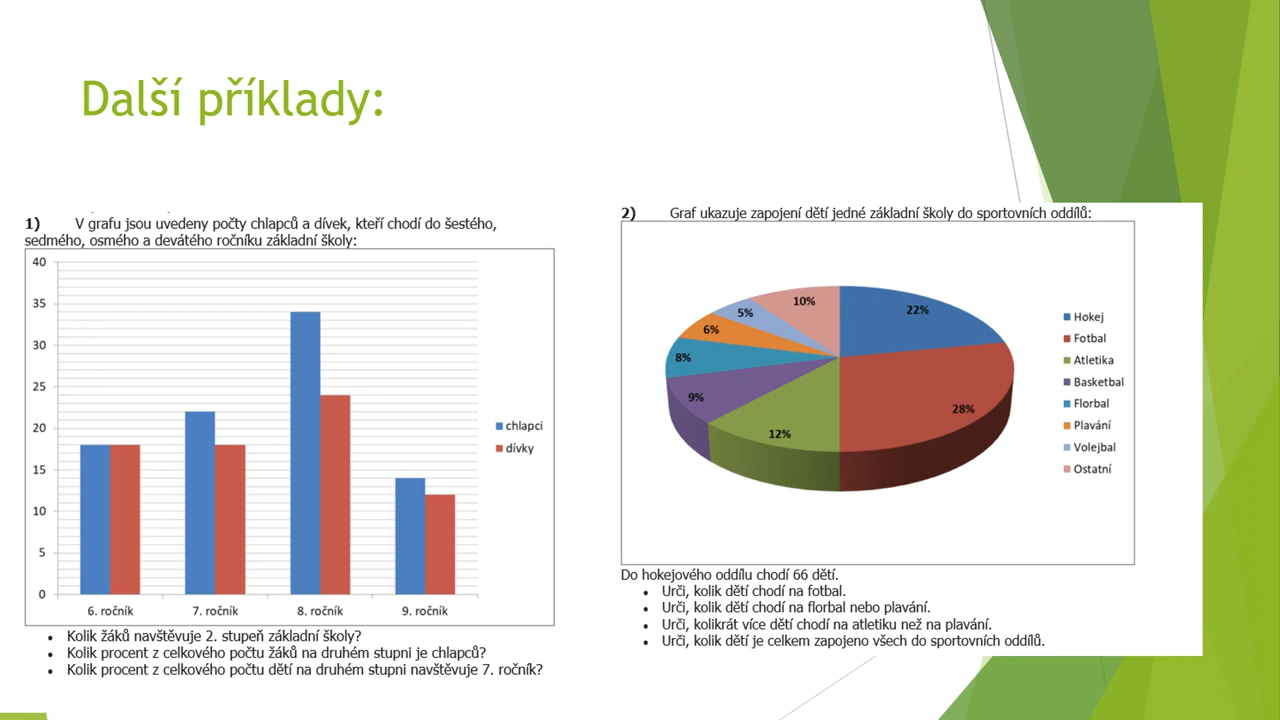 Další příklady:
1) V grafu jsou uvedeny počty chlapců a dívek, kteří chodí do šestého,
sedmého, osmého a devátého ročníku základní školy:
40
35
30
25
20
15
10
5
0
6. ročník 7. ročník 8. ročník 9. ročník
chlapci
dívky
• Kolik žáků navštěvuje 2. stupeň základní školy?
• Kolik procent z celkového počtu žáků na druhém stupni je chlapců?
• Kolik procent z celkového počtu dětí na druhém stupni navštěvuje 7. ročník?
2) Graf ukazuje zapojení dětí jedné základní školy do sportovních oddílů:
22%
28%
12%
9%
8%
6%
5%
10%
Hokej
Fotbal
Atletika
Basketbal
Florbal
Plavání
Volejbal
Ostatní
Do hokejového oddílu chodí 66 dětí.
• Urči, kolik dětí chodí na fotbal.
• Urči, kolik dětí chodí na florbal nebo plavání.
• Urči, kolikrát více dětí chodí na atletiku než na plavání.
• Urči, kolik dětí je celkem zapojeno všech do sportovních oddílů.